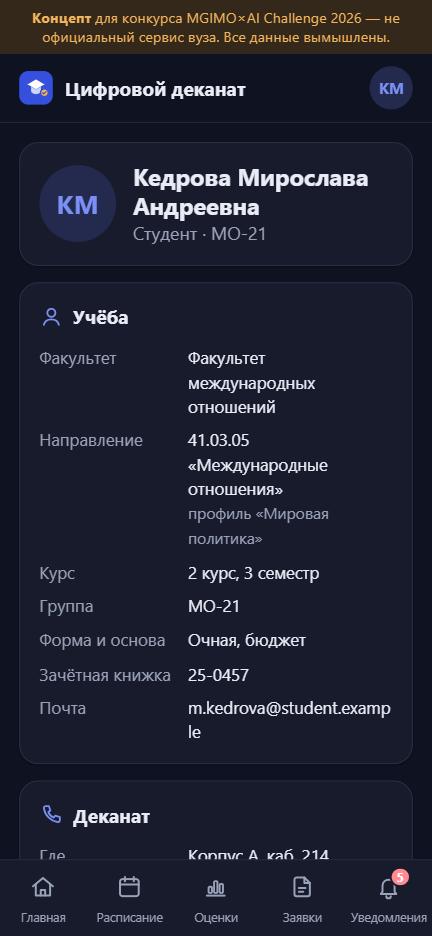 Концепт для конкурса MGIMO×AI Challenge 2026 — не
официальный сервис вуза. Все данные вымышлены.
Цифровой деканат
КМ
КМ
Кедрова Мирослава
Андреевна
Студент · МО-21
Учёба
Факультет
Факультет
международных
отношений
Направление
41.03.05
«Международные
отношения»
профиль «Мировая
политика»
Курс
2 курс, 3 семестр
Группа
МО-21
Форма и основа
Очная, бюджет
Зачётная книжка
25-0457
Почта
m.kedrova@student.examp
le
Деканат
Где
Корпус А, каб. 214
5
Главная
Расписание
Оценки
Заявки
Уведомления